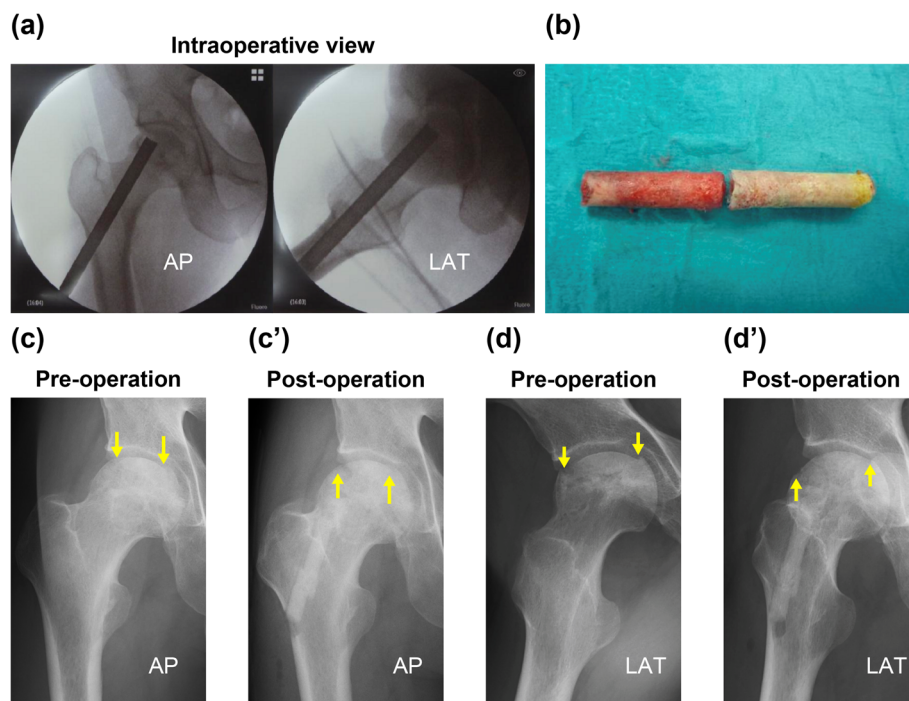 (a)
Intraoperative view
AP
LAT
(b)
(c)
Pre-operation
AP
(c')
Post-operation
AP
(d)
Pre-operation
LAT
(d')
Post-operation
LAT